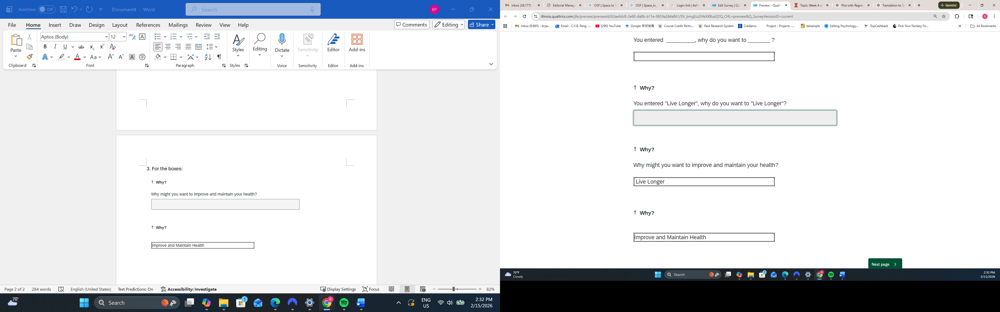 AutoSave Off Document4 - Word Search BP
File Home Insert Draw Design Layout References Mailings Review View Help Comments Editing Share
Paste Aptos (Body) 12 Styles Editing Dictate Sensitivity Editor Add-ins
Clipboard Font Paragraph Styles Voice Sensitivity Editor Add-ins
3. For the boxes:
↑ Why?
Why might you want to improve and maintain your health?
↑ Why?
Improve and Maintain Health
Page 2 of 2 284 words English (United States) Text Predictions: On Accessibility: Investigate Display Settings Focus 82%
70° Search 1 8 ENG US 2:32 PM 2/15/2026
Inbox (28,177) - Editorial Manag OSF | Space to T OSF | Space_to_ Login link | AsPr Edit Survey | Qu Preview - Qualt Topic: Week 4 as Plot with Regres Translation to Si Gemini
illinois.qualtrics.com/jfe/preview/previewId/62ae6dc8-2e60-4a8b-b11e-9859a244a861/SV_bmgEcz2HkXKBvpQ?Q_CHL=preview&Q_SurveyVersionID=current
Inbox (9,665) - brya... Email - C.Y.B. Pang -... (290) YouTube Google 學術搜尋 Course Credit Partic... Paid Research System Credamo Project - Projects -... besample Editing Psychology... TopCashback Pick Your Fantasy Fo... » All Bookmarks
You entered _________, why do you want to _______ ?
↑ Why?
You entered "Live Longer", why do you want to "Live Longer"?
↑ Why?
Why might you want to improve and maintain your health?
Live Longer
↑ Why?
Improve and Maintain Health
Next page
70°F
Cloudy
Search
2:32 PM
2/15/2026